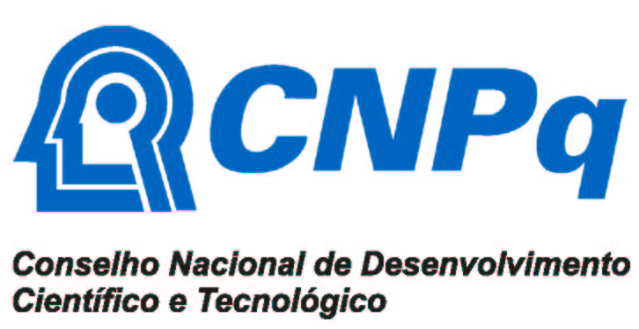 CNPq
Conselho Nacional de Desenvolvimento
Científico e Tecnológico